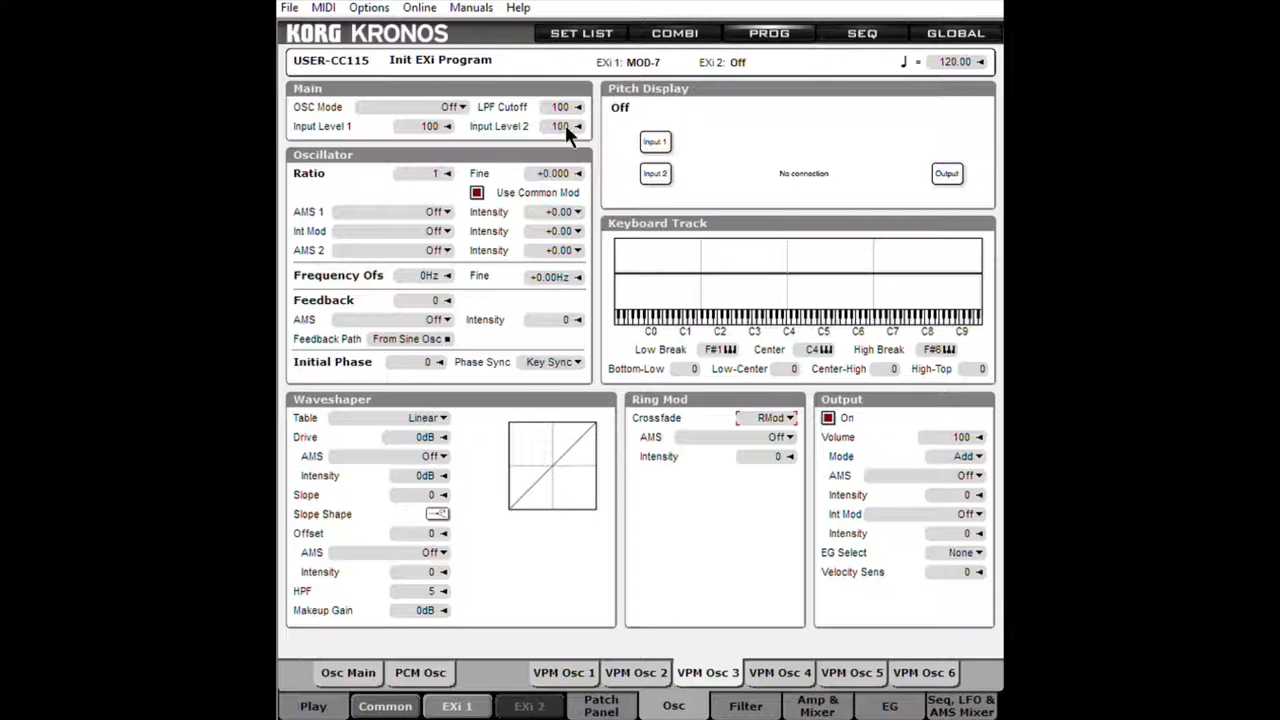 File MIDI Options Online Manuals Help
KORG KRONOS SET LIST COMBI PROG SEQ GLOBAL
USER-CC115 Init EXi Program EXi 1: MOD-7 EXi 2: Off ♩ = 120.00
Main
OSC Mode Off LPF Cutoff 100
Input Level 1 100 Input Level 2 100
Pitch Display
Off
Input 1
Input 2 No connection Output
Oscillator
Ratio 1 Fine +0.000
Use Common Mod
AMS 1 Off Intensity +0.00
Int Mod Off Intensity +0.00
AMS 2 Off Intensity +0.00
Frequency Ofs 0Hz Fine +0.00Hz
Feedback 0
AMS Off Intensity 0
Feedback Path From Sine Osc
Initial Phase 0 Phase Sync Key Sync
Keyboard Track
C0 C1 C2 C3 C4 C5 C6 C7 C8 C9
Low Break F#1 Center C4 High Break F#6
Bottom-Low 0 Low-Center 0 Center-High 0 High-Top 0
Waveshaper
Table Linear
Drive 0dB
AMS Off
Intensity 0dB
Slope 0
Slope Shape
Offset 0
AMS Off
Intensity 0
HPF 5
Makeup Gain 0dB
Ring Mod
Crossfade RMod
AMS Off
Intensity 0
Output
On
Volume 100
Mode Add
AMS Off
Intensity 0
Int Mod Off
Intensity 0
EG Select None
Velocity Sens 0
Osc Main PCM Osc VPM Osc 1 VPM Osc 2 VPM Osc 3 VPM Osc 4 VPM Osc 5 VPM Osc 6
Play Common EXi 1 EXi 2 Patch Panel Osc Filter Amp & Mixer EG Seq, LFO & AMS Mixer